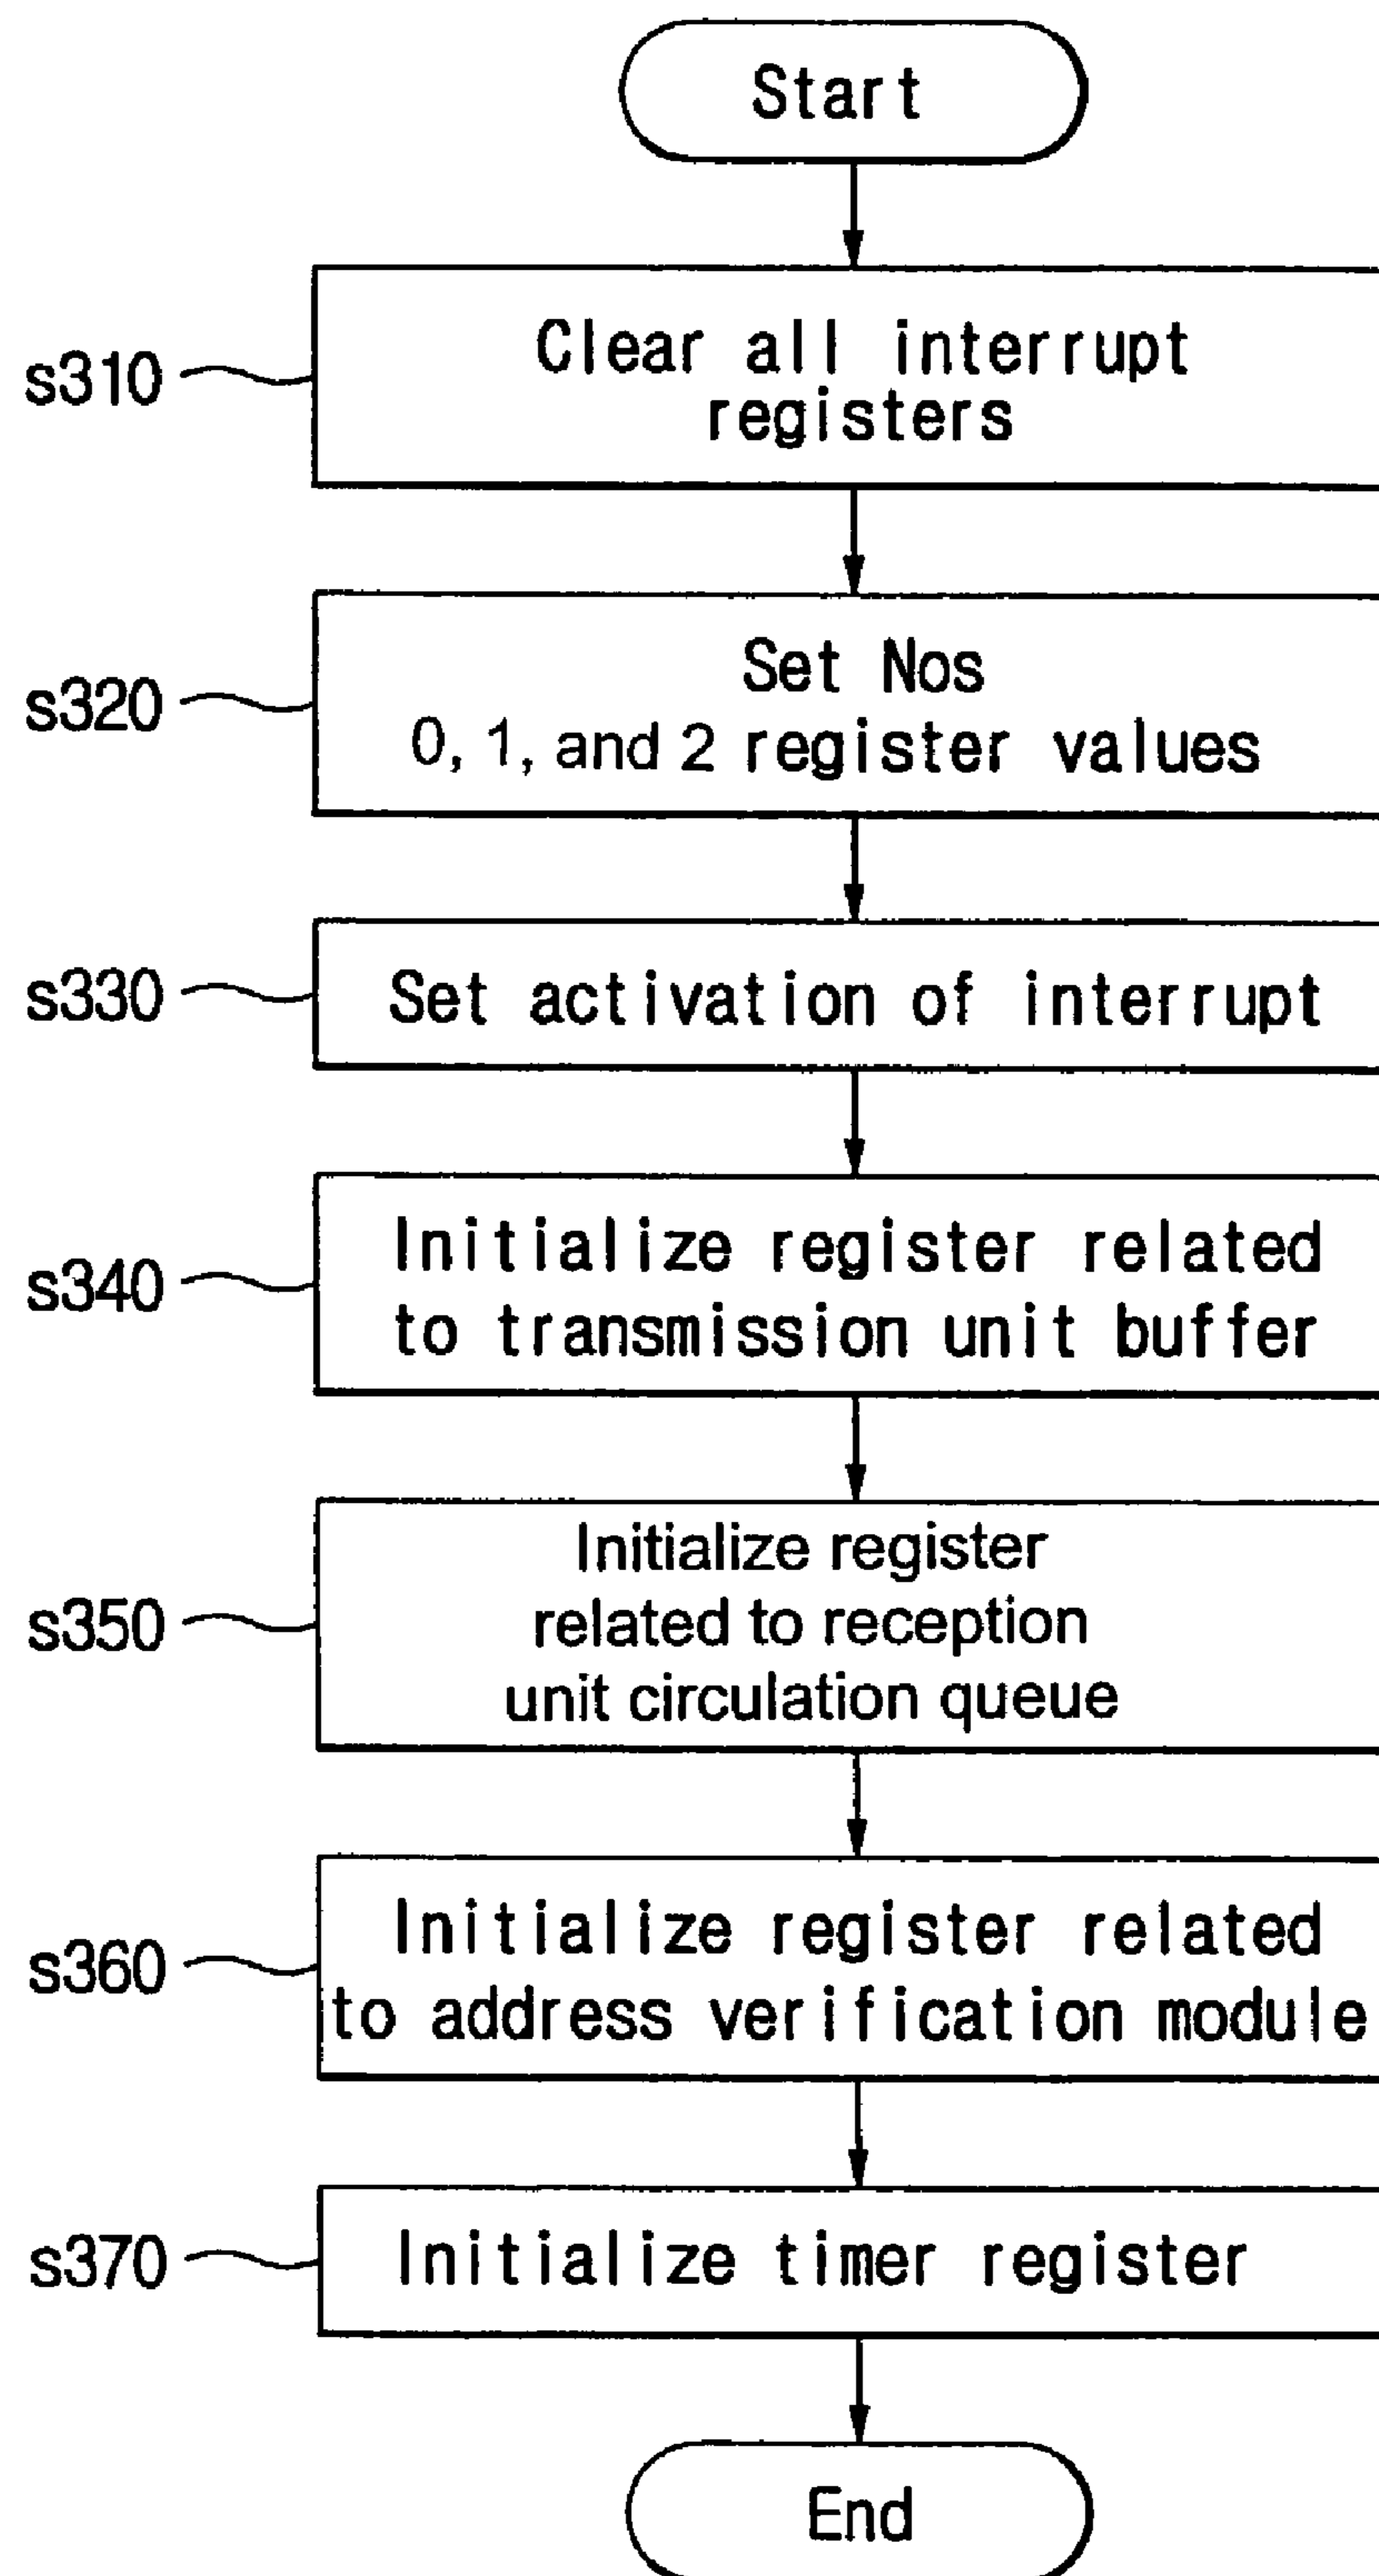 Start
s310
Clear all interrupt
registers
s320
Set Nos
0, 1, and 2 register values
s330
Set activation of interrupt
s340
Initialize register related
to transmission unit buffer
s350
Initialize register
related to reception
unit circulation queue
s360
Initialize register related
to address verification module
s370
Initialize timer register
End